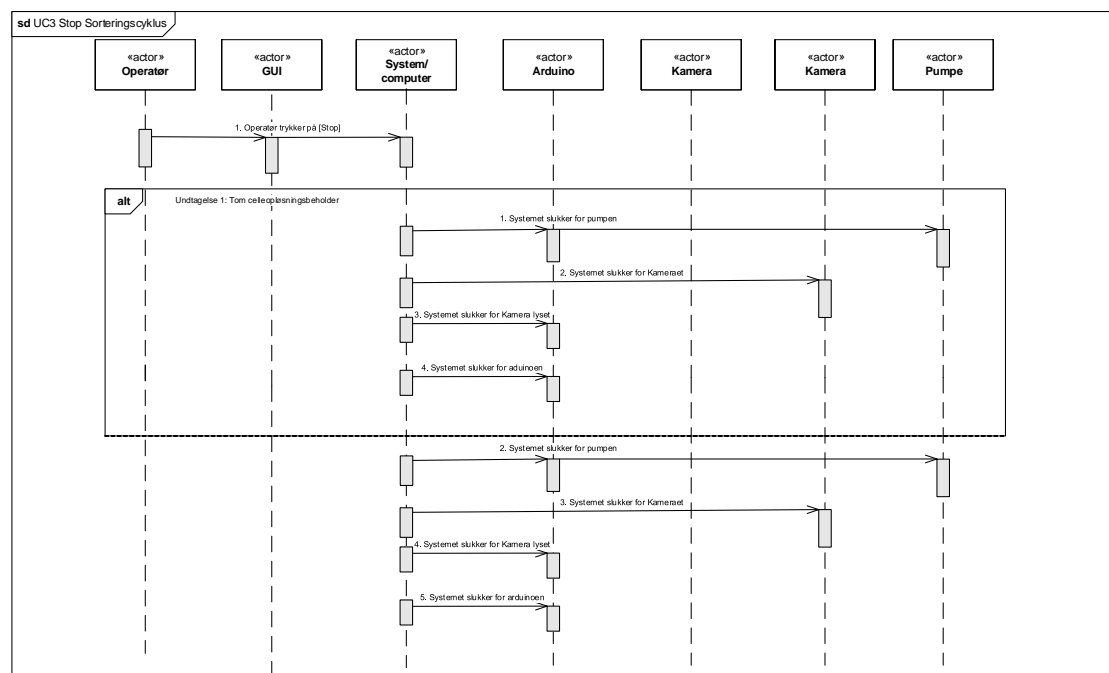 sd UC3 Stop Sorteringscyklus
«actor»
Operatør
«actor»
GUI
«actor»
System/
computer
«actor»
Arduino
«actor»
Kamera
«actor»
Kamera
«actor»
Pumpe
1. Operatør trykker på [Stop]
alt
Undtagelse 1: Tom celleopløsningsbeholder
1. Systemet slukker for pumpen
2. Systemet slukker for Kameraet
3. Systemet slukker for Kamera lyset
4. Systemet slukker for aduinoen
2. Systemet slukker for pumpen
3. Systemet slukker for Kameraet
4. Systemet slukker for Kamera lyset
5. Systemet slukker for arduinoen